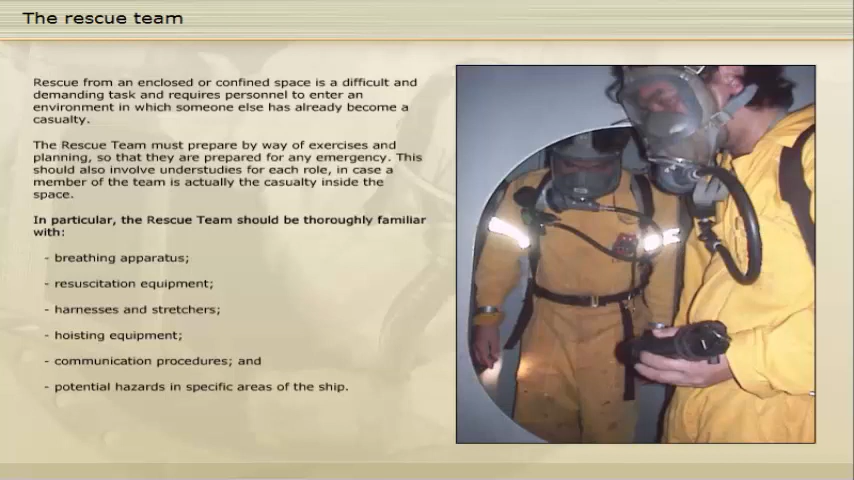 The rescue team
Rescue from an enclosed or confined space is a difficult and
demanding task and requires personnel to enter an
environment in which someone else has already become a
casualty.
The Rescue Team must prepare by way of exercises and
planning, so that they are prepared for any emergency. This
should also involve understudies for each role, in case a
member of the team is actually the casualty inside the
space.
In particular, the Rescue Team should be thoroughly familiar
with:
- breathing apparatus;
- resuscitation equipment;
- harnesses and stretchers;
- hoisting equipment;
- communication procedures; and
- potential hazards in specific areas of the ship.